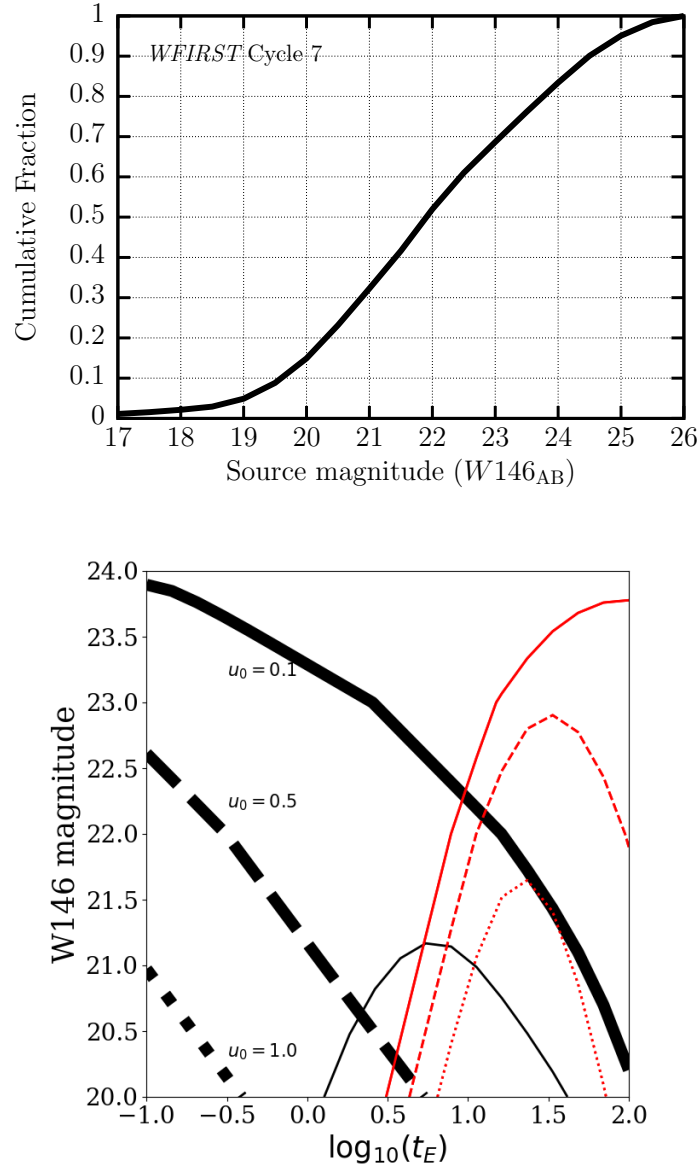 1
WFIRST Cycle 7
0.9
0.8
0.7
0.6
0.5
0.4
0.3
0.2
0.1
0
Cumulative Fraction
17 18 19 20 21 22 23 24 25 26
Source magnitude (W146AB)
24.0
23.5
23.0
22.5
22.0
21.5
21.0
20.5
20.0
W146 magnitude
u0 = 0.1
u0 = 0.5
u0 = 1.0
−1.0 −0.5 0.0 0.5 1.0 1.5 2.0
log10(tE)